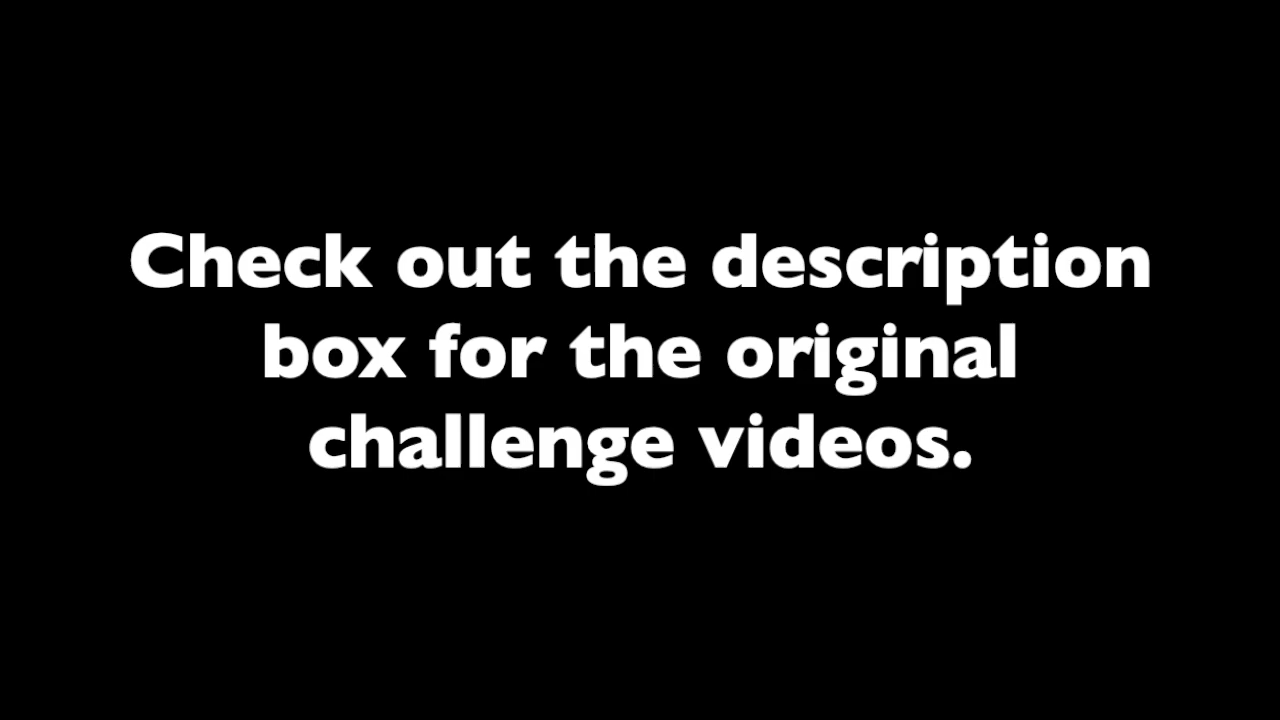 Check out the description
box for the original
challenge videos.